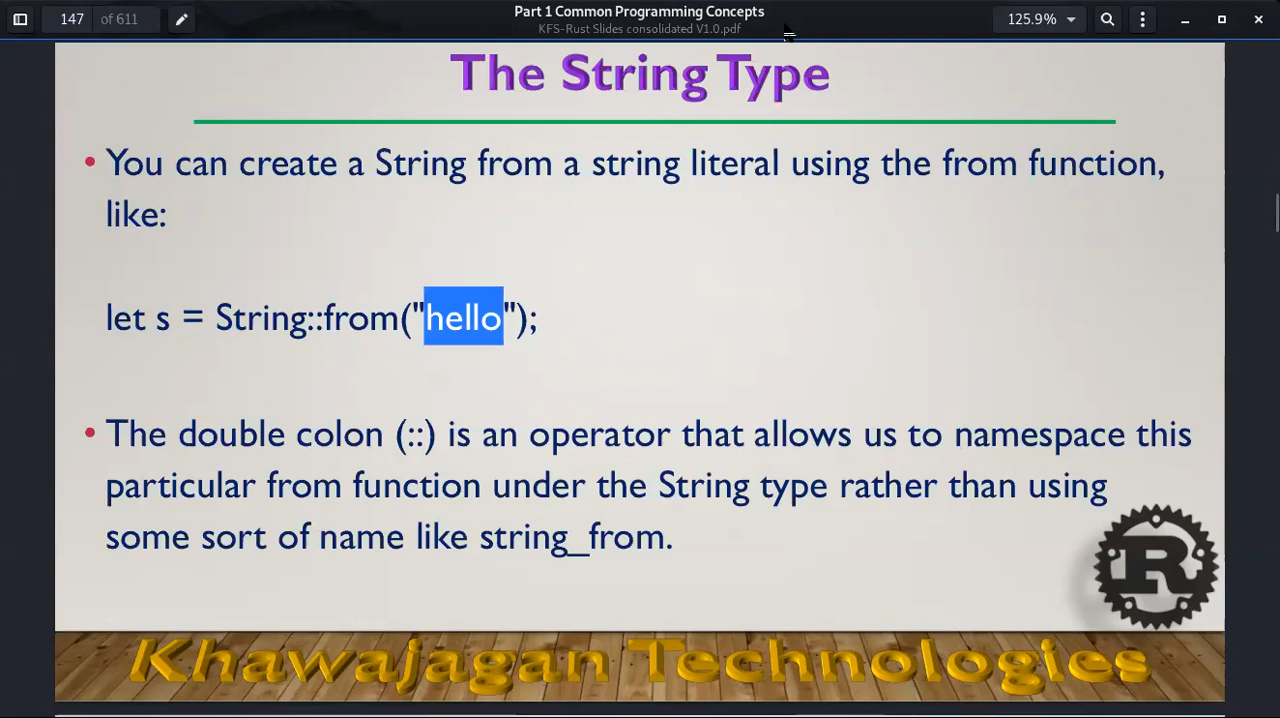 147 of 611
Part 1 Common Programming Concepts
KFS-Rust Slides consolidated V1.0.pdf
125.9%
The String Type
• You can create a String from a string literal using the from function,
like:
let s = String::from("hello");
• The double colon (::) is an operator that allows us to namespace this
particular from function under the String type rather than using
some sort of name like string_from.
R
Khawajagan Technologies